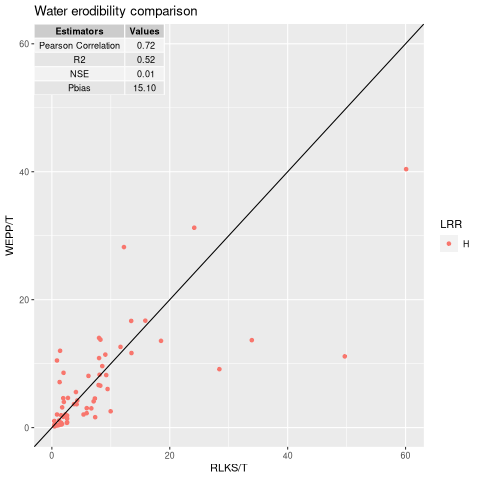 Water erodibility comparison
Estimators Values
Pearson Correlation 0.72
R2 0.52
NSE 0.01
Pbias 15.10
60
40
20
0
WEPP/T
0 20 40 60
RLKS/T
LRR
H